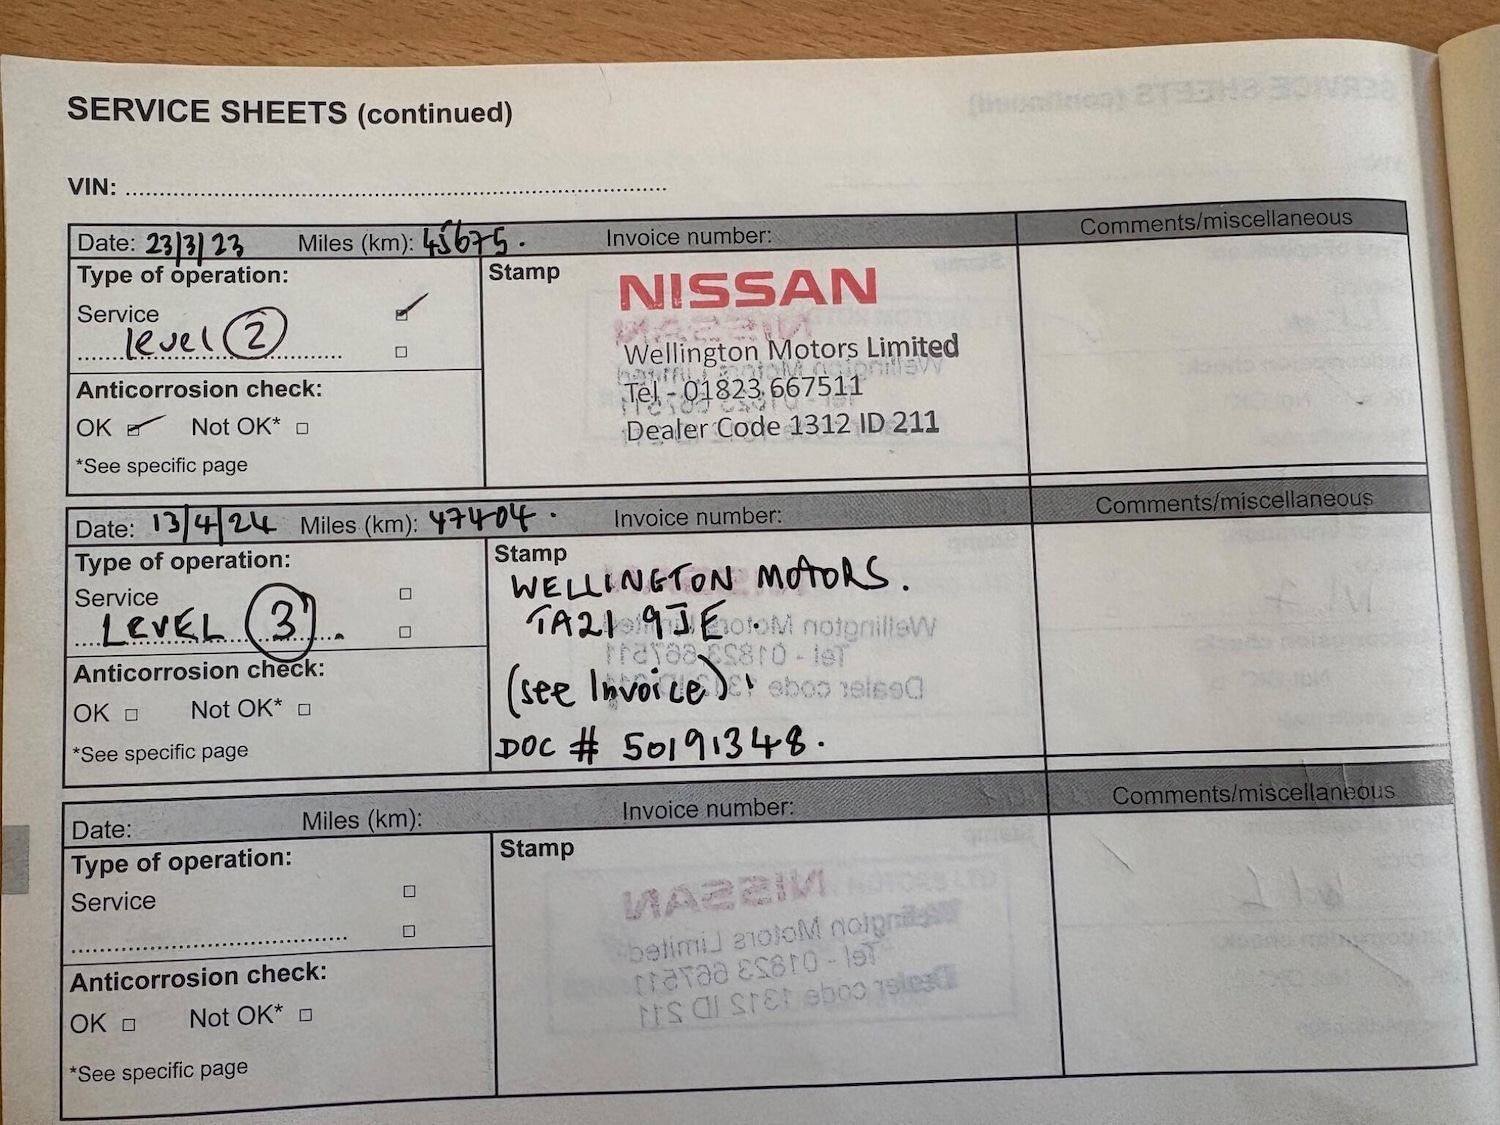 SERVICE SHEETS (continued)
VIN: ..........................................................................
Date: 23/3/23 Miles (km): 45675. Invoice number: Comments/miscellaneous
Type of operation:
Service
level 2
Anticorrosion check:
OK Not OK*
*See specific page
Stamp
NISSAN
Wellington Motors Limited
Tel - 01823 667511
Dealer Code 1312 ID 211
Date: 13/4/24 Miles (km): 47404. Invoice number: Comments/miscellaneous
Type of operation:
Service
LEVEL 3.
Anticorrosion check:
OK Not OK*
*See specific page
Stamp
WELLINGTON MOTORS.
TA21 9JE.
(see Invoice).
DOC # 50191348.
Date: Miles (km): Invoice number: Comments/miscellaneous
Type of operation:
Service
..........................................
Anticorrosion check:
OK Not OK*
*See specific page
Stamp